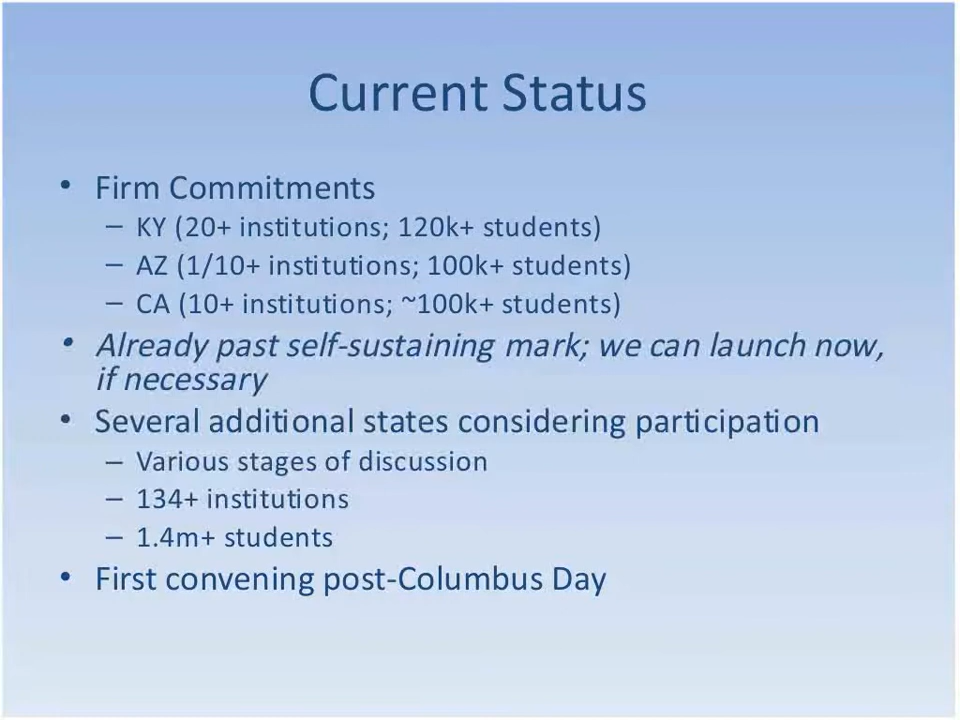 Current Status
• Firm Commitments
– KY (20+ institutions; 120k+ students)
– AZ (1/10+ institutions; 100k+ students)
– CA (10+ institutions; ~100k+ students)
• Already past self-sustaining mark; we can launch now,
if necessary
• Several additional states considering participation
– Various stages of discussion
– 134+ institutions
– 1.4m+ students
• First convening post-Columbus Day